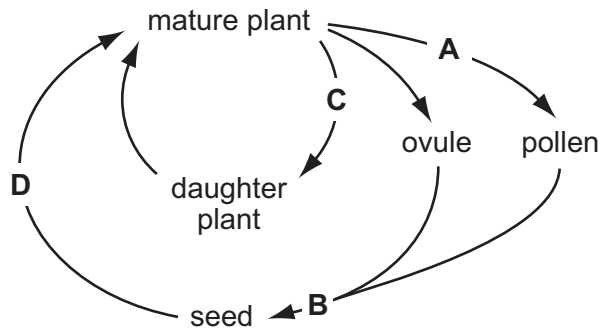 mature plant
A
C
ovule
pollen
D
daughter
plant
B
seed